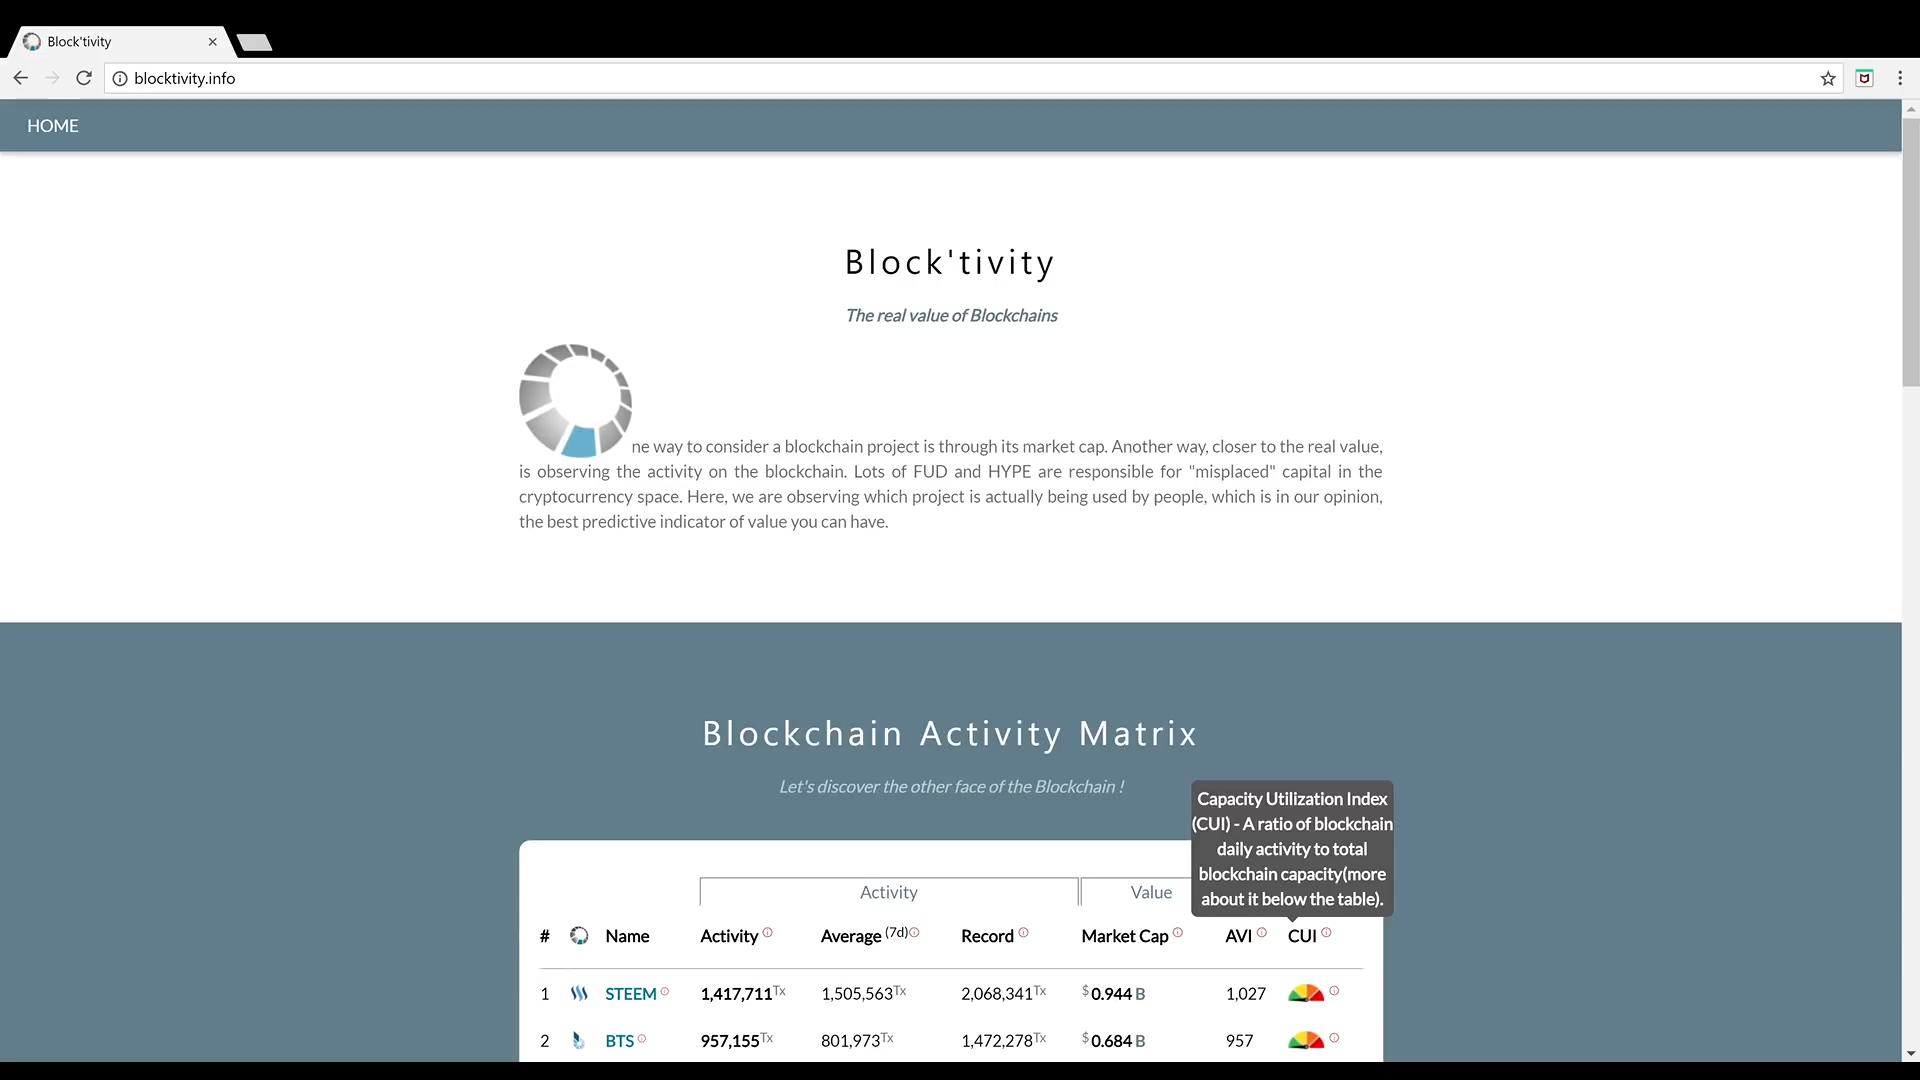 Block'tivity
blocktivity.info
HOME
Block'tivity
The real value of Blockchains
ne way to consider a blockchain project is through its market cap. Another way, closer to the real value,
is observing the activity on the blockchain. Lots of FUD and HYPE are responsible for "misplaced" capital in the
cryptocurrency space. Here, we are observing which project is actually being used by people, which is in our opinion,
the best predictive indicator of value you can have.
Blockchain Activity Matrix
Let's discover the other face of the Blockchain !
Capacity Utilization Index
(CUI) - A ratio of blockchain
daily activity to total
blockchain capacity(more
about it below the table).
Activity Value
# Name Activity Average (7d) Record Market Cap AVI CUI
1 STEEM 1,417,711Tx 1,505,563Tx 2,068,341Tx $0.944 B 1,027
2 BTS 957,155Tx 801,973Tx 1,472,278Tx $0.684 B 957